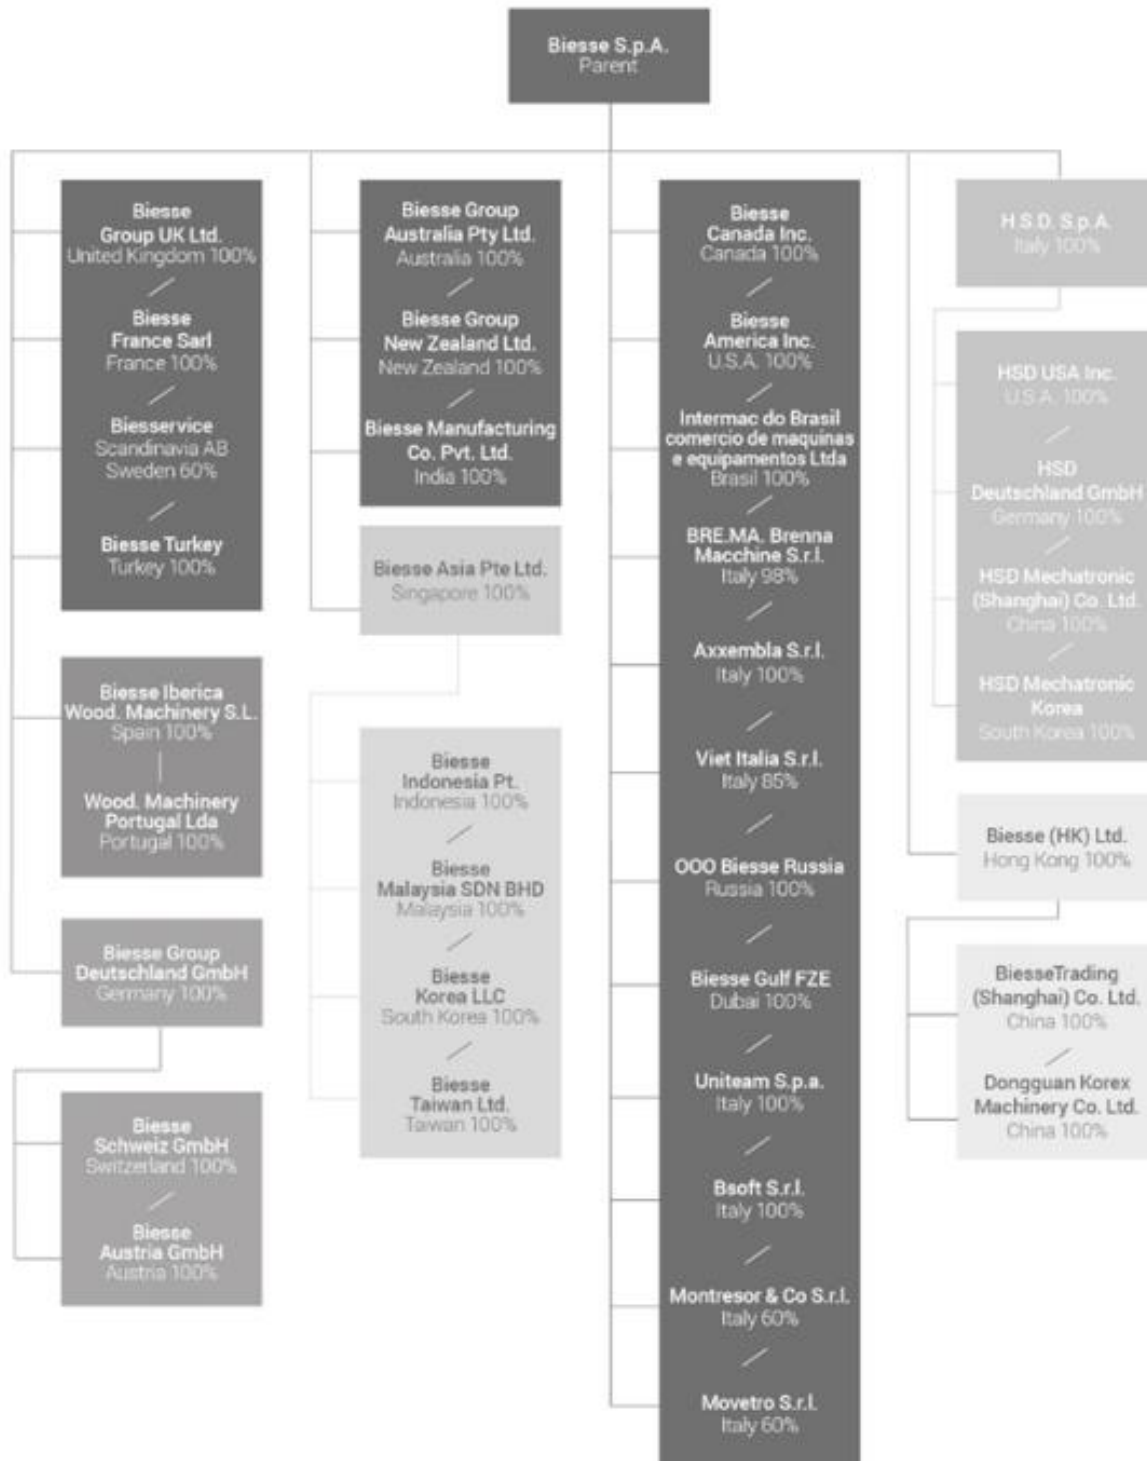 Biesse S.p.A.
Parent
Biesse
Group UK Ltd.
United Kingdom 100%
Biesse
France Sarl
France 100%
Biesservice
Scandinavia AB
Sweden 60%
Biesse Turkey
Turkey 100%
Biesse Iberica
Wood. Machinery S.L.
Spain 100%
Wood. Machinery
Portugal Lda
Portugal 100%
Biesse Group
Deutschland GmbH
Germany 100%
Biesse
Schweiz GmbH
Switzerland 100%
Biesse
Austria GmbH
Austria 100%
Biesse Group
Australia Pty Ltd.
Australia 100%
Biesse Group
New Zealand Ltd.
New Zealand 100%
Biesse Manufacturing
Co. Pvt. Ltd.
India 100%
Biesse Asia Pte Ltd.
Singapore 100%
Biesse
Indonesia Pt.
Indonesia 100%
Biesse
Malaysia SDN BHD
Malaysia 100%
Biesse
Korea LLC
South Korea 100%
Biesse
Taiwan Ltd.
Taiwan 100%
Biesse
Canada Inc.
Canada 100%
Biesse
America Inc.
U.S.A. 100%
Intermac do Brasil
comercio de maquinas
e equipamentos Ltda
Brasil 100%
BRE.MA. Brenna
Macchine S.r.l.
Italy 98%
Axxembla S.r.l.
Italy 100%
Viet Italia S.r.l.
Italy 85%
OOO Biesse Russia
Russia 100%
Biesse Gulf FZE
Dubai 100%
Uniteam S.p.a.
Italy 100%
Bsoft S.r.l.
Italy 100%
Montresor & Co S.r.l.
Italy 60%
Movetro S.r.l.
Italy 60%
H.S.D. S.p.A.
Italy 100%
HSD USA Inc.
U.S.A. 100%
HSD
Deutschland GmbH
Germany 100%
HSD Mechatronic
(Shanghai) Co. Ltd.
China 100%
HSD Mechatronic
Korea
South Korea 100%
Biesse (HK) Ltd.
Hong Kong 100%
BiesseTrading
(Shanghai) Co. Ltd.
China 100%
Dongguan Korex
Machinery Co. Ltd.
China 100%